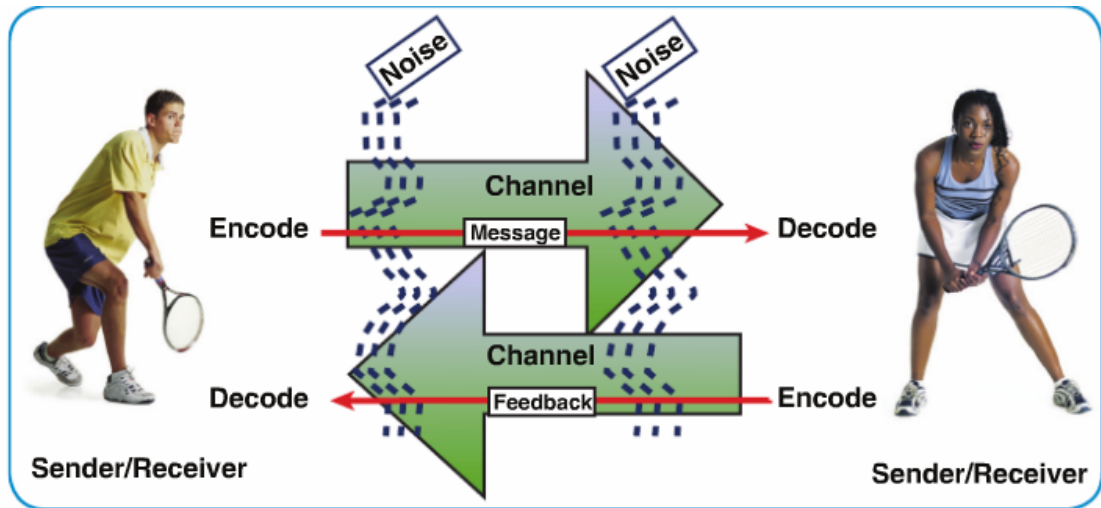 Noise
Noise
Channel
Encode
Message
Decode
Channel
Decode
Feedback
Encode
Sender/Receiver
Sender/Receiver